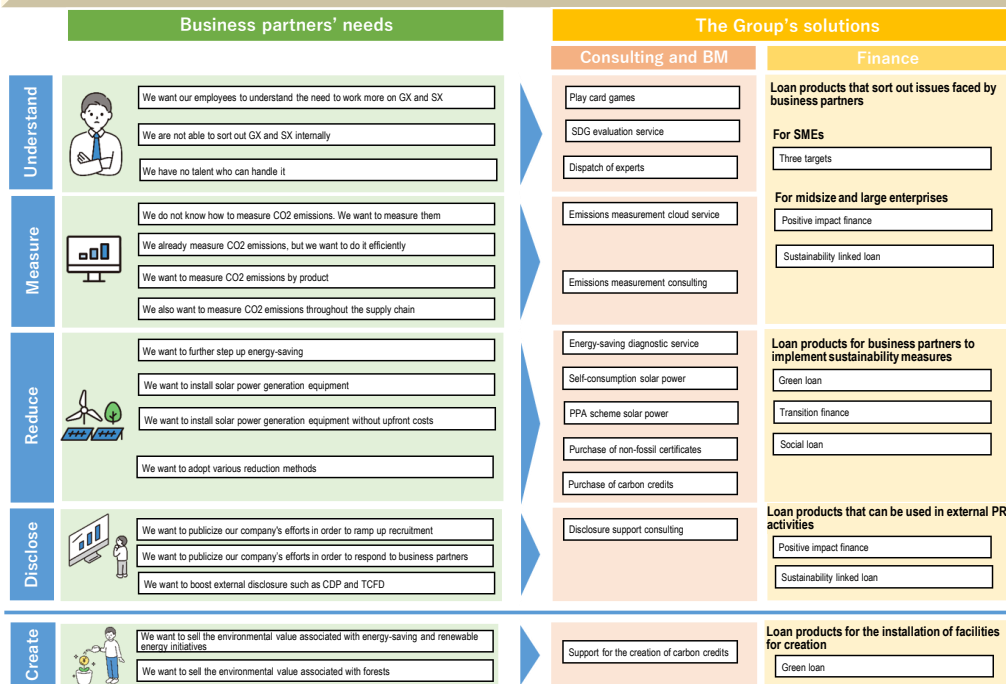 Business partners' needs
The Group's solutions
Consulting and BM
Finance
Understand
We want our employees to understand the need to work more on GX and SX
We are not able to sort out GX and SX internally
We have no talent who can handle it
Play card games
SDG evaluation service
Dispatch of experts
Loan products that sort out issues faced by
business partners
For SMEs
Three targets
For midsize and large enterprises
Positive impact finance
Sustainability linked loan
Measure
We do not know how to measure CO2 emissions. We want to measure them
We already measure CO2 emissions, but we want to do it efficiently
We want to measure CO2 emissions by product
We also want to measure CO2 emissions throughout the supply chain
Emissions measurement cloud service
Emissions measurement consulting
Reduce
We want to further step up energy-saving
We want to install solar power generation equipment
We want to install solar power generation equipment without upfront costs
We want to adopt various reduction methods
Energy-saving diagnostic service
Self-consumption solar power
PPA scheme solar power
Purchase of non-fossil certificates
Purchase of carbon credits
Loan products for business partners to
implement sustainability measures
Green loan
Transition finance
Social loan
Disclose
We want to publicize our company's efforts in order to ramp up recruitment
We want to publicize our company's efforts in order to respond to business partners
We want to boost external disclosure such as CDP and TCFD
Disclosure support consulting
Loan products that can be used in external PR
activities
Positive impact finance
Sustainability linked loan
Create
We want to sell the environmental value associated with energy-saving and renewable
energy initiatives
We want to sell the environmental value associated with forests
Support for the creation of carbon credits
Loan products for the installation of facilities
for creation
Green loan